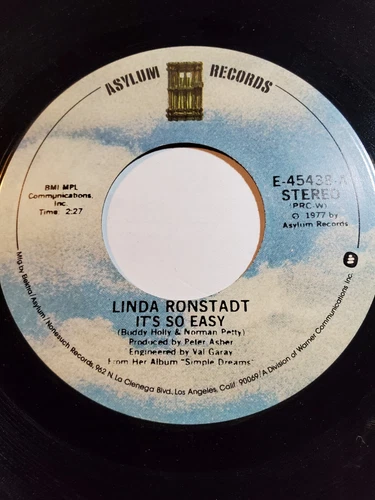 ASYLUM RECORDS
BMI MPL
Communications,
Inc.
Time: 2:27
E-45438-A
STEREO
(PRC-W)
© 1977 by
Asylum Records
LINDA RONSTADT
IT'S SO EASY
(Buddy Holly & Norman Petty)
Produced by Peter Asher
Engineered by Val Garay
From Her Album "Simple Dreams"
Mfg by Elektra/Asylum/Nonesuch Records, 962 N. La Cienega Blvd., Los Angeles, Calif. 90069/A Division of Warner Communications Inc.